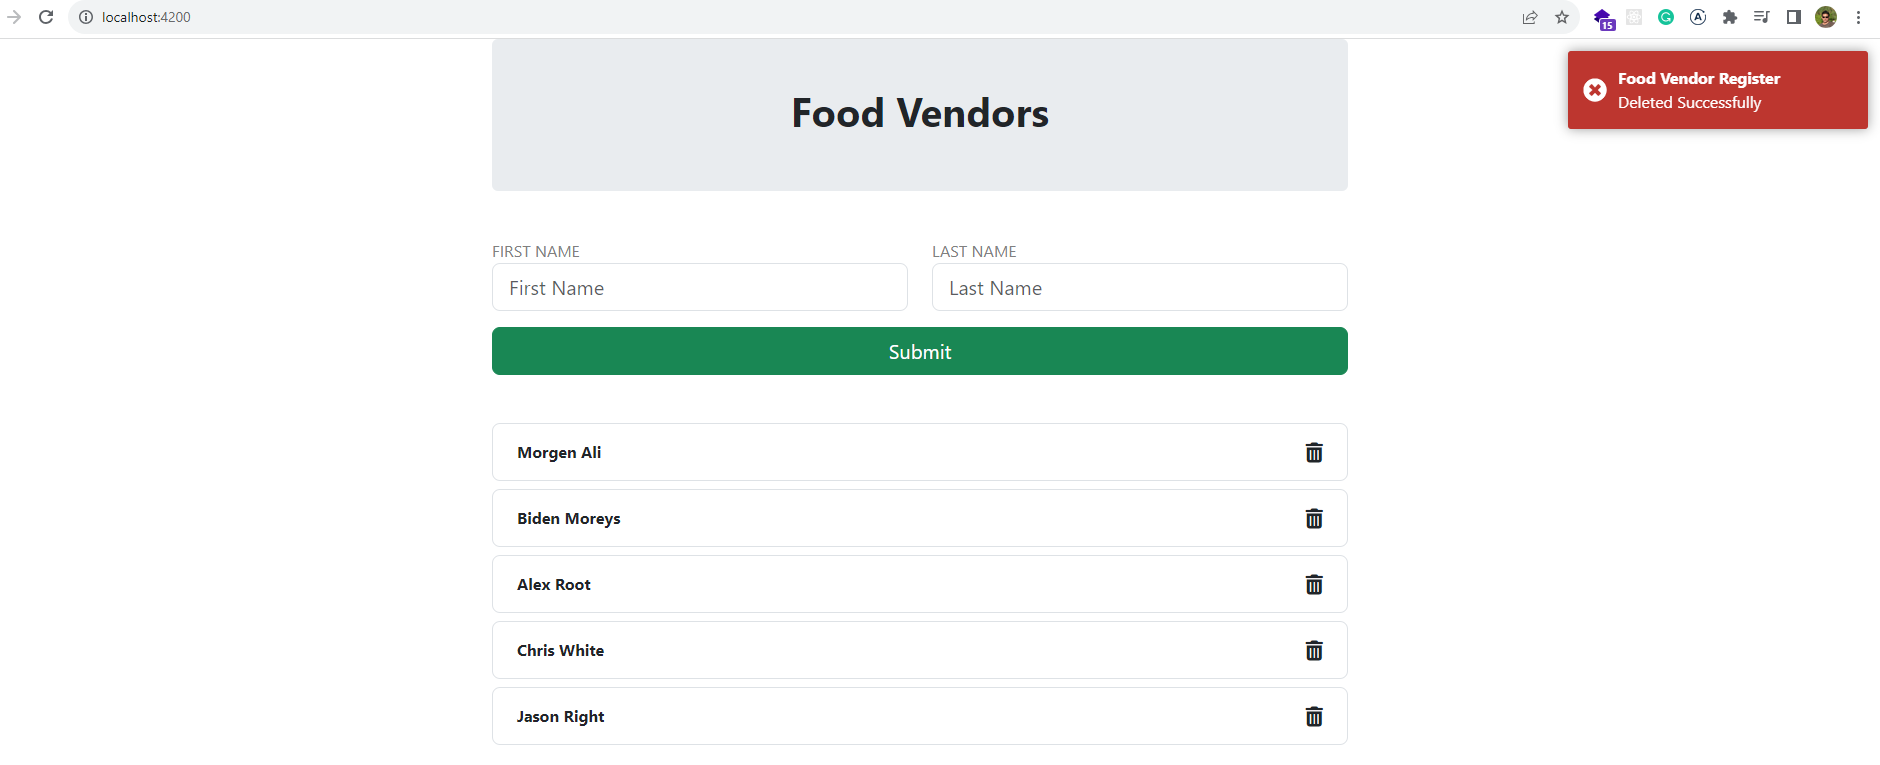 localhost:4200
15
Food Vendor Register
Deleted Successfully
Food Vendors
FIRST NAME
LAST NAME
First Name
Last Name
Submit
Morgen Ali
Biden Moreys
Alex Root
Chris White
Jason Right